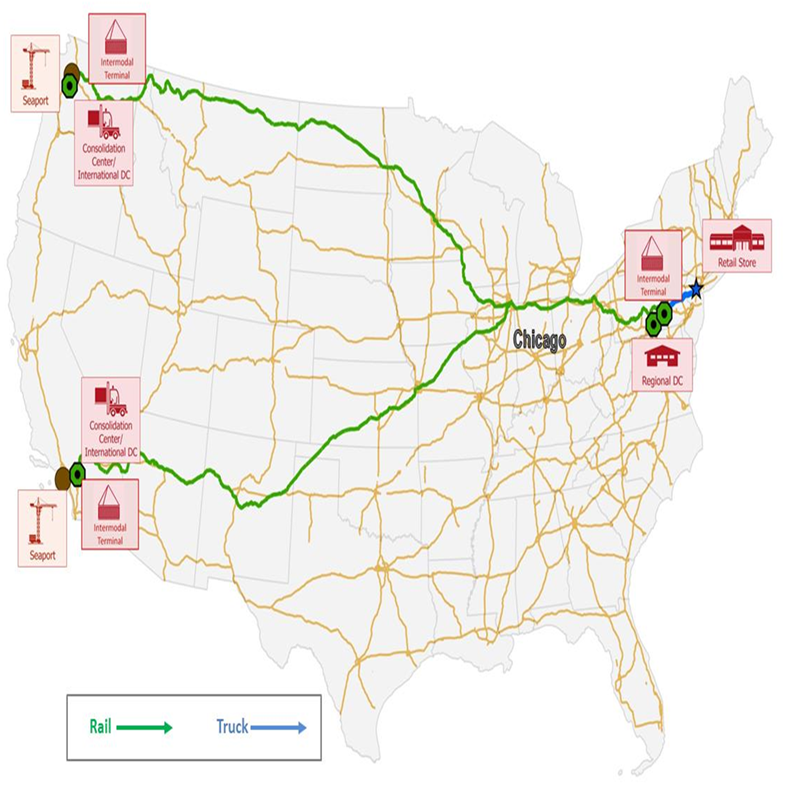 Intermodal
Terminal
Seaport
Consolidation
Center/
International DC
Retail Store
Intermodal
Terminal
Chicago
Regional DC
Consolidation
Center/
International DC
Seaport
Intermodal
Terminal
Rail
Truck